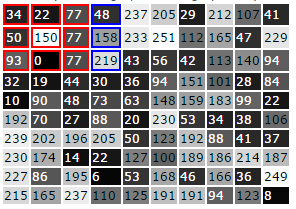 34 22 77 48 237 205 29 212 107 41
50 150 77 158 233 251 112 165 47 229
93 0 77 219 43 56 42 113 140 94
32 19 44 30 36 94 151 101 28 84
10 90 48 73 63 148 159 183 99 22
192 70 27 88 20 230 53 34 38 106
239 202 196 205 50 123 192 88 41 37
230 174 14 22 127 100 189 186 214 187
227 86 195 6 53 168 46 166 36 249
215 165 237 110 125 191 191 94 123 8